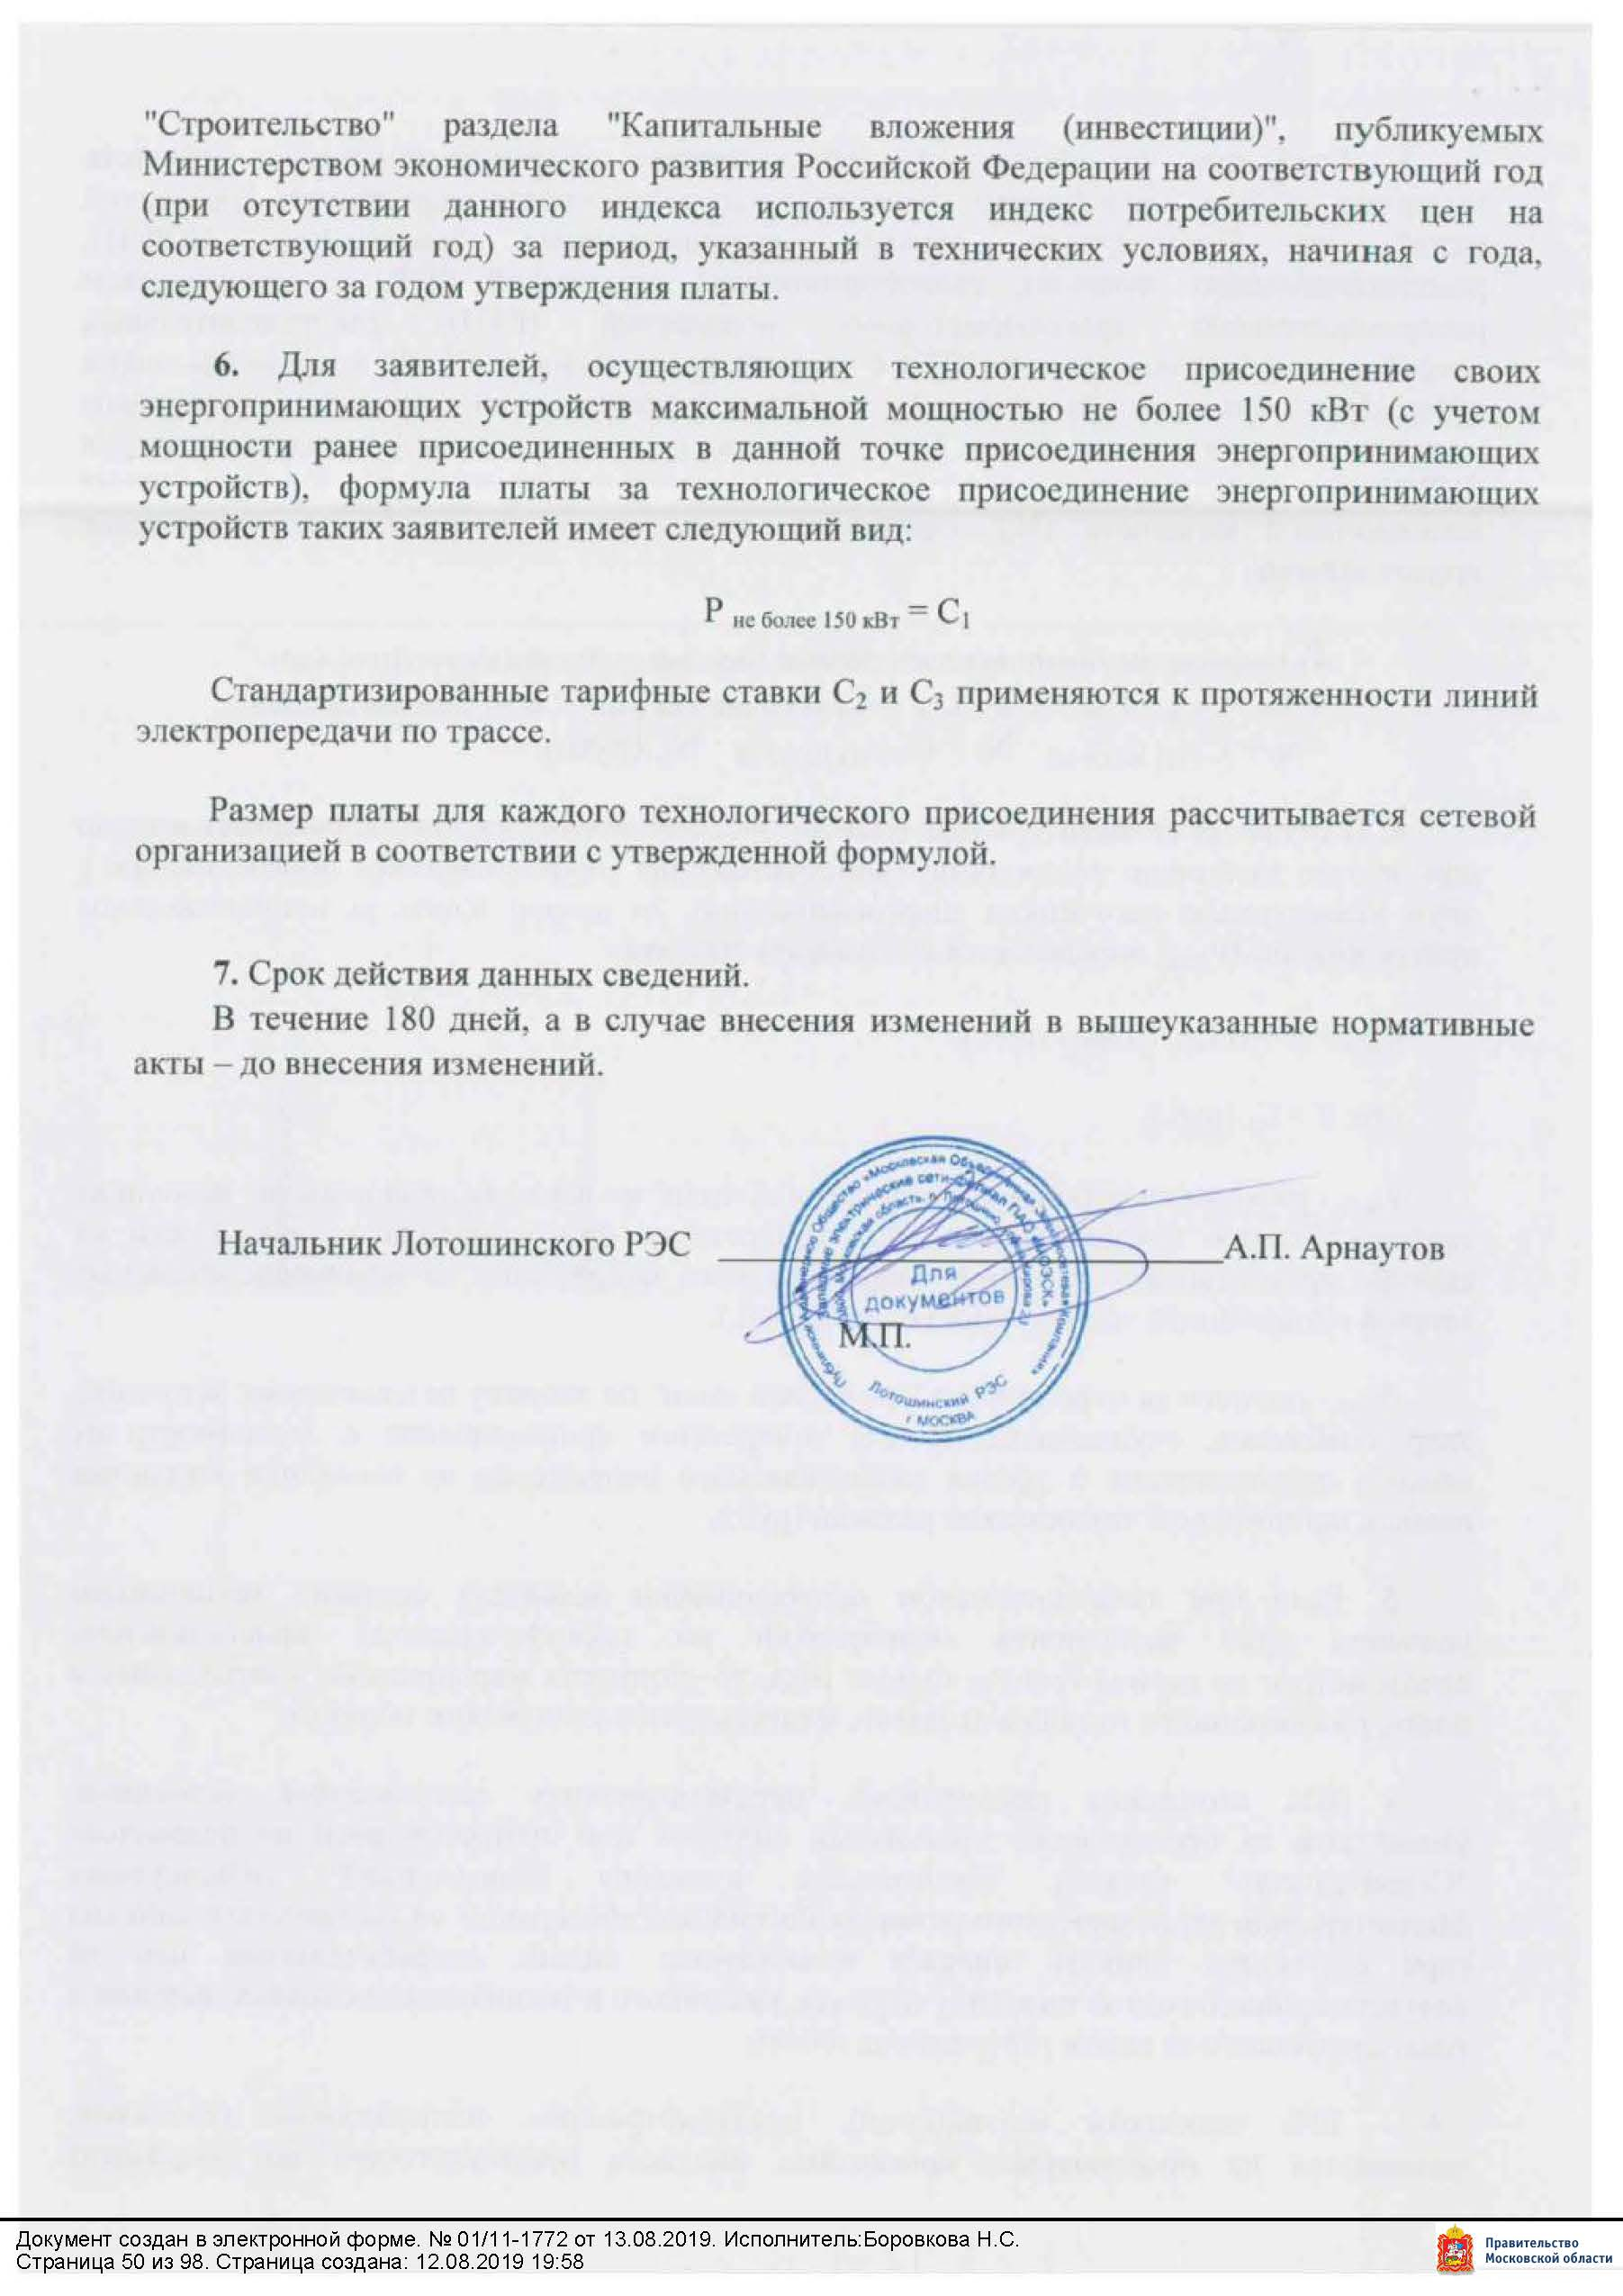 "Строительство" раздела "Капитальные вложения (инвестиции)", публикуемых
Министерством экономического развития Российской Федерации на соответствующий год
(при отсутствии данного индекса используется индекс потребительских цен на
соответствующий год) за период, указанный в технических условиях, начиная с года,
следующего за годом утверждения платы.
6. Для заявителей, осуществляющих технологическое присоединение своих
энергопринимающих устройств максимальной мощностью не более 150 кВт (с учетом
мощности ранее присоединенных в данной точке присоединения энергопринимающих
устройств), формула платы за технологическое присоединение энергопринимающих
устройств таких заявителей имеет следующий вид:
Р не более 150 кВт = С1
Стандартизированные тарифные ставки С2 и С3 применяются к протяженности линий
электропередачи по трассе.
Размер платы для каждого технологического присоединения рассчитывается сетевой
организацией в соответствии с утвержденной формулой.
7. Срок действия данных сведений.
В течение 180 дней, а в случае внесения изменений в вышеуказанные нормативные
акты – до внесения изменений.
Начальник Лотошинского РЭС А.П. Арнаутов
Для
документов
М.П.
Лотошинский РЭС
г МОСКВА
Документ создан в электронной форме. № 01/11-1772 от 13.08.2019. Исполнитель:Боровкова Н.С.
Страница 50 из 98. Страница создана: 12.08.2019 19:58
Правительство
Московской области